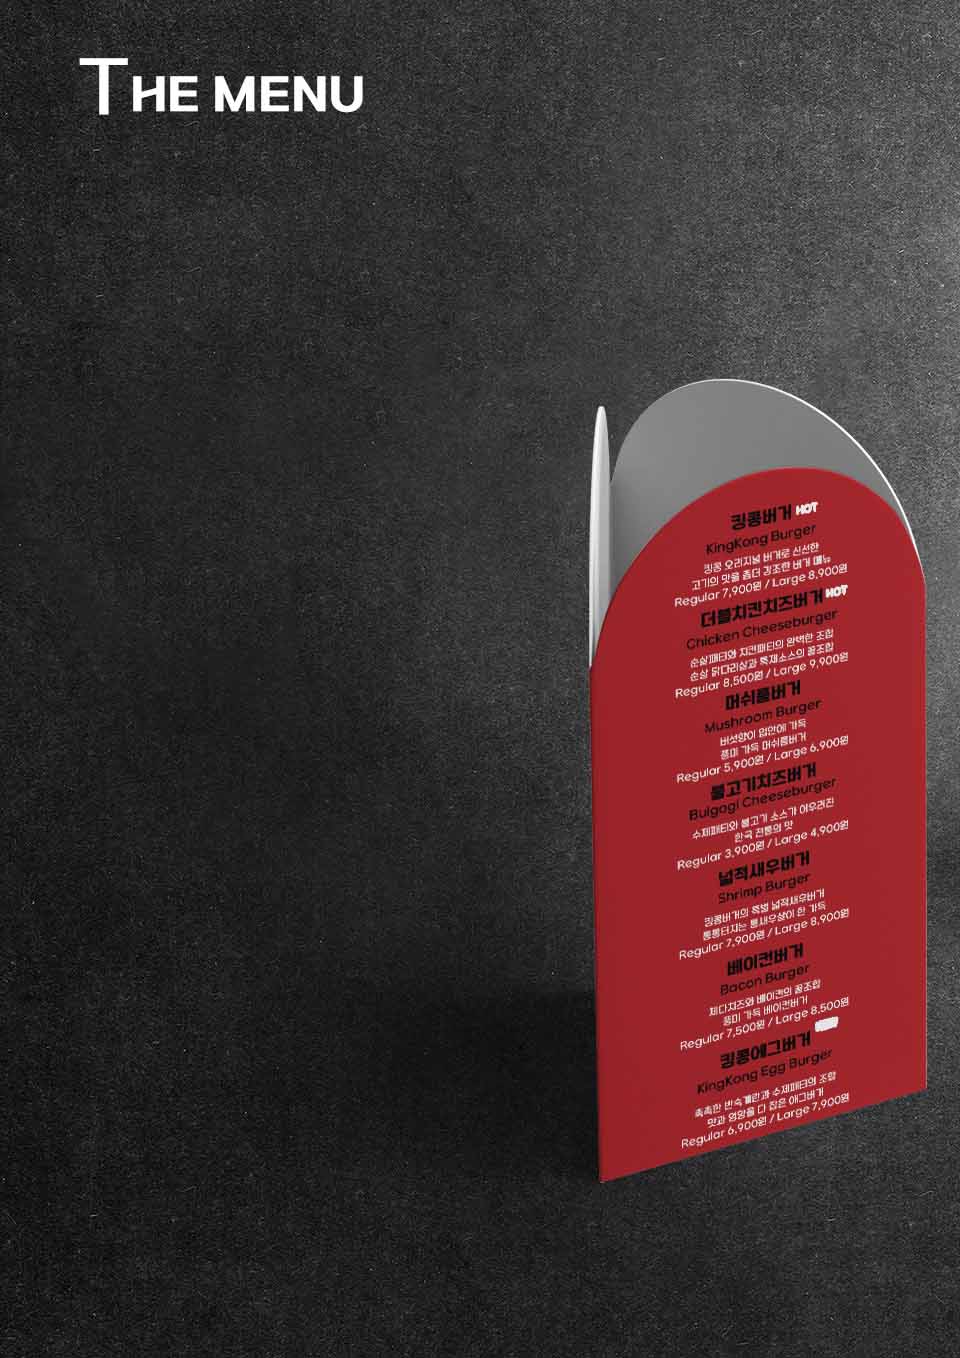 THE MENU
킹콩버거 HOT
KingKong Burger
킹콩 오리지널 버거로 신선한
고기의 맛을 좀더 강조한 버거 메뉴
Regular 7,900원 / Large 8,900원
더블치킨치즈버거 HOT
Chicken Cheeseburger
순살패티와 치킨패티의 완벽한 조합
순살 닭다리살과 특제소스의 꿀조합
Regular 8,500원 / Large 9,900원
머쉬룸버거
Mushroom Burger
버섯향이 입안에 가득
풍미 가득 머쉬룸버거
Regular 5,900원 / Large 6,900원
불고기치즈버거
Bulgogi Cheeseburger
수제패티와 불고기 소스가 어우러진
한국 전통의 맛
Regular 3,900원 / Large 4,900원
넓적새우버거
Shrimp Burger
킹콩버거의 특별 넓적새우버거
통통터지는 통새우살이 한 가득
Regular 7,900원 / Large 8,900원
베이컨버거
Bacon Burger
체다치즈와 베이컨의 꿀조합
풍미 가득 베이컨버거
Regular 7,500원 / Large 8,500원
킹콩에그버거
KingKong Egg Burger
촉촉한 반숙계란과 수제패티의 조합
맛과 영양을 다 잡은 에그버거
Regular 6,900원 / Large 7,900원